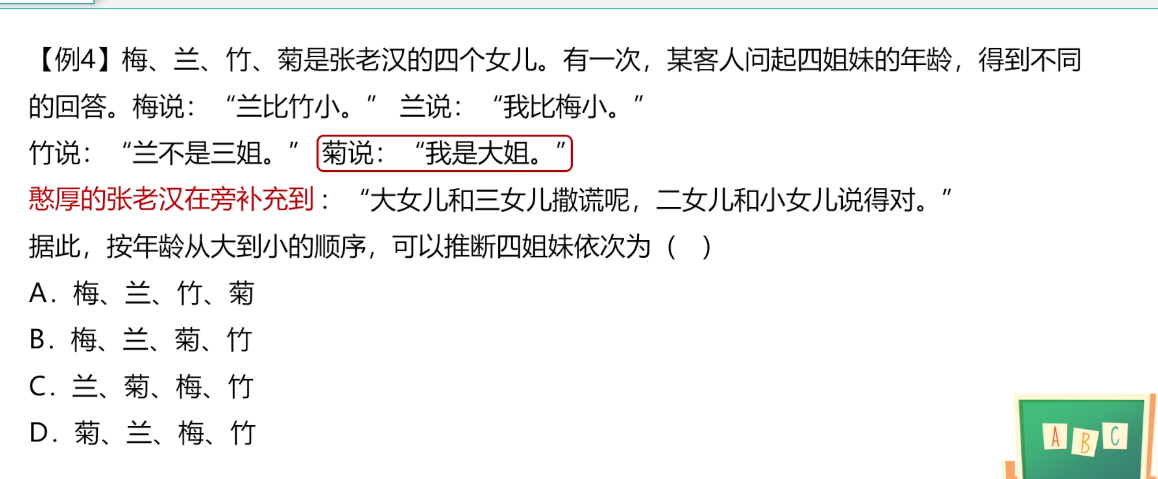 【例4】梅、兰、竹、菊是张老汉的四个女儿。有一次，某客人问起四姐妹的年龄，得到不同
的回答。梅说：“兰比竹小。” 兰说：“我比梅小。”
竹说：“兰不是三姐。” 菊说：“我是大姐。”
憨厚的张老汉在旁补充到：“大女儿和三女儿撒谎呢，二女儿和小女儿说得对。”
据此，按年龄从大到小的顺序，可以推断四姐妹依次为（ ）
A．梅、兰、竹、菊
B．梅、兰、菊、竹
C．兰、菊、梅、竹
D．菊、兰、梅、竹
A B C